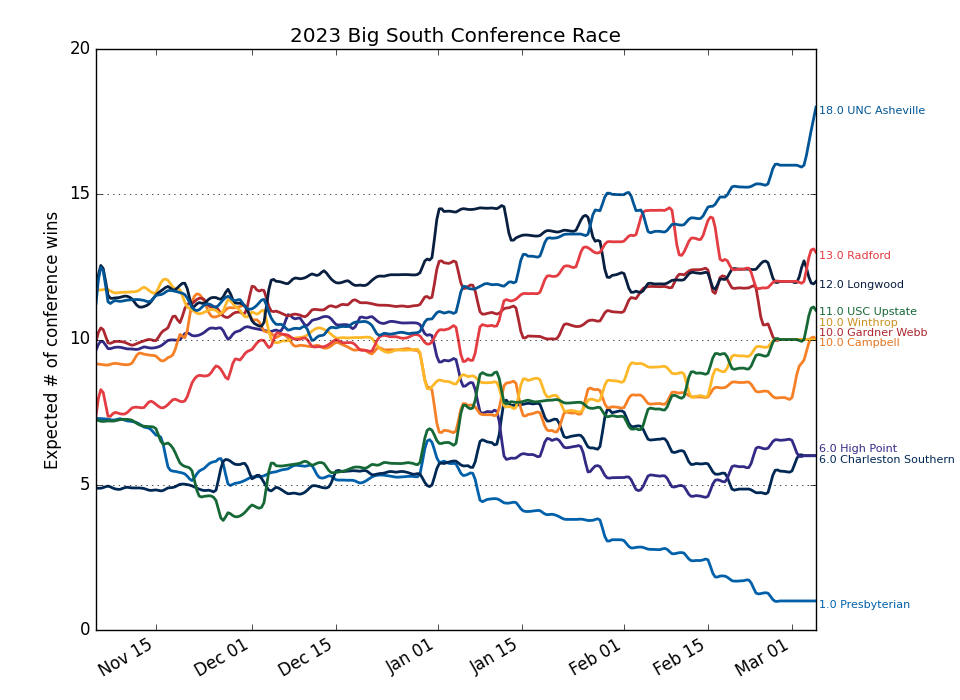 2023 Big South Conference Race
Expected # of conference wins
20
15
10
5
0
18.0 UNC Asheville
13.0 Radford
12.0 Longwood
11.0 USC Upstate
10.0 Winthrop
10.0 Gardner Webb
10.0 Campbell
6.0 High Point
6.0 Charleston Southern
1.0 Presbyterian
Nov 15
Dec 01
Dec 15
Jan 01
Jan 15
Feb 01
Feb 15
Mar 01